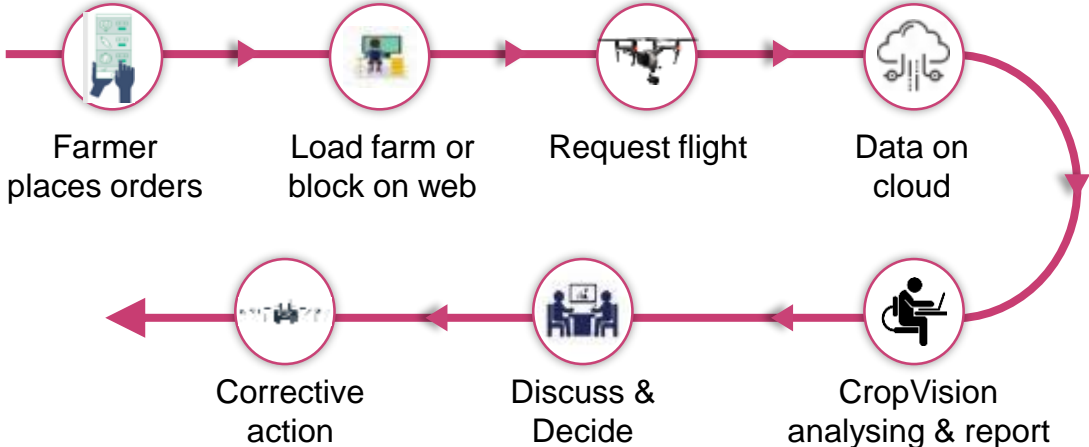 Farmer
places orders
Load farm or
block on web
Request flight
Data on
cloud
CropVision
analysing & report
Discuss &
Decide
Corrective
action